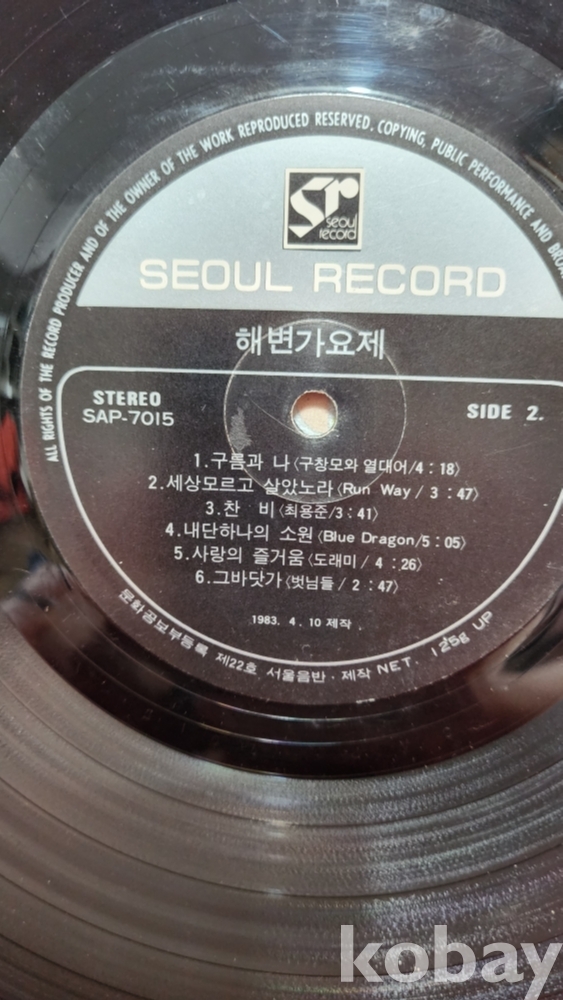 ALL RIGHTS OF THE RECORD PRODUCER AND OF THE OWNER OF THE WORK REPRODUCED RESERVED. COPYING, PUBLIC PERFORMANCE AND
sr
seoul
record
SEOUL RECORD
해변가요제
STEREO
SAP-7015
SIDE 2.
1.구름과 나〈구창모와 열대어/4 : 18〉
2.세상모르고 살았노라〈Run Way / 3 : 47〉
3.찬 비〈최용준/3 : 41〉
4.내단하나의 소원〈Blue Dragon/5 : 05〉
5.사랑의 즐거움〈도래미/ 4 : 26〉
6.그바닷가〈벗님들 / 2 : 47〉
1983. 4. 10 제작.
문화공보부등록 제22호 서울음반·제작 NET. 125g UP
kobay